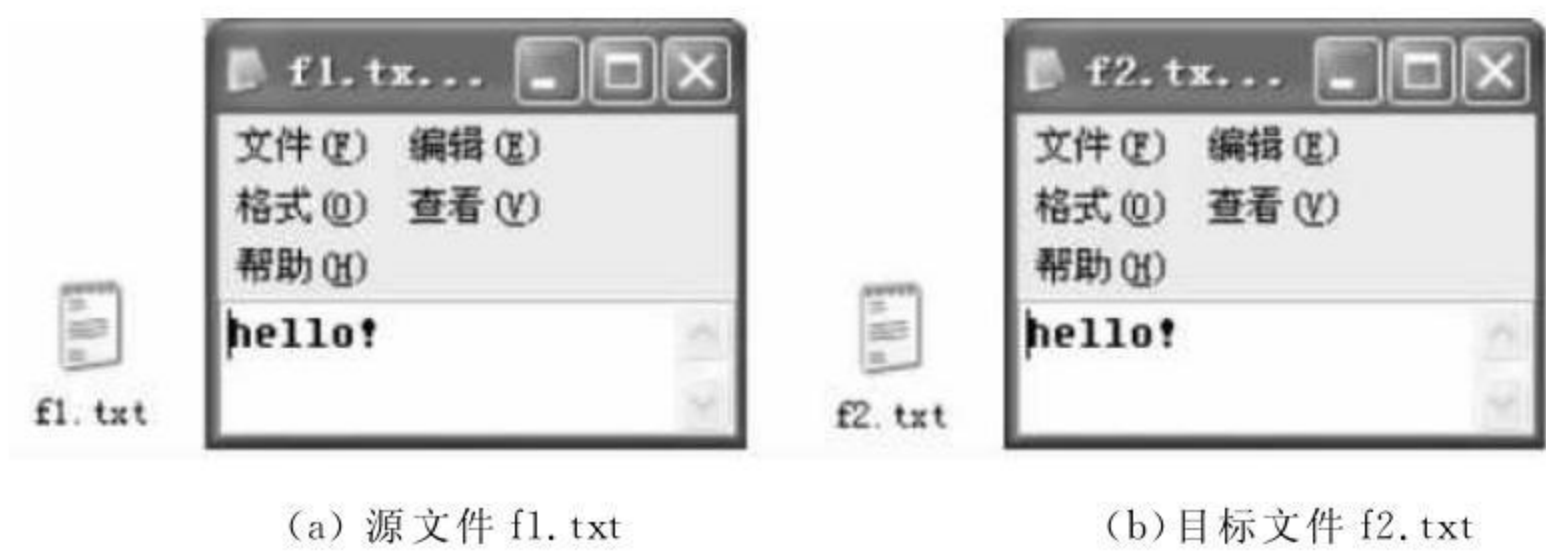 f1.tx...
文件(F) 编辑(E)
格式(O) 查看(V)
帮助(H)
hello!
f1.txt
f2.tx...
文件(F) 编辑(E)
格式(O) 查看(V)
帮助(H)
hello!
f2.txt
(a) 源文件 f1.txt
(b)目标文件 f2.txt